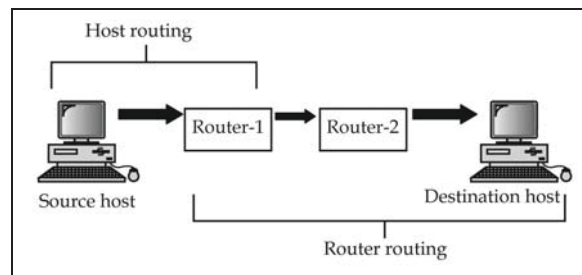 Host routing
Router-1
Router-2
Source host
Destination host
Router routing